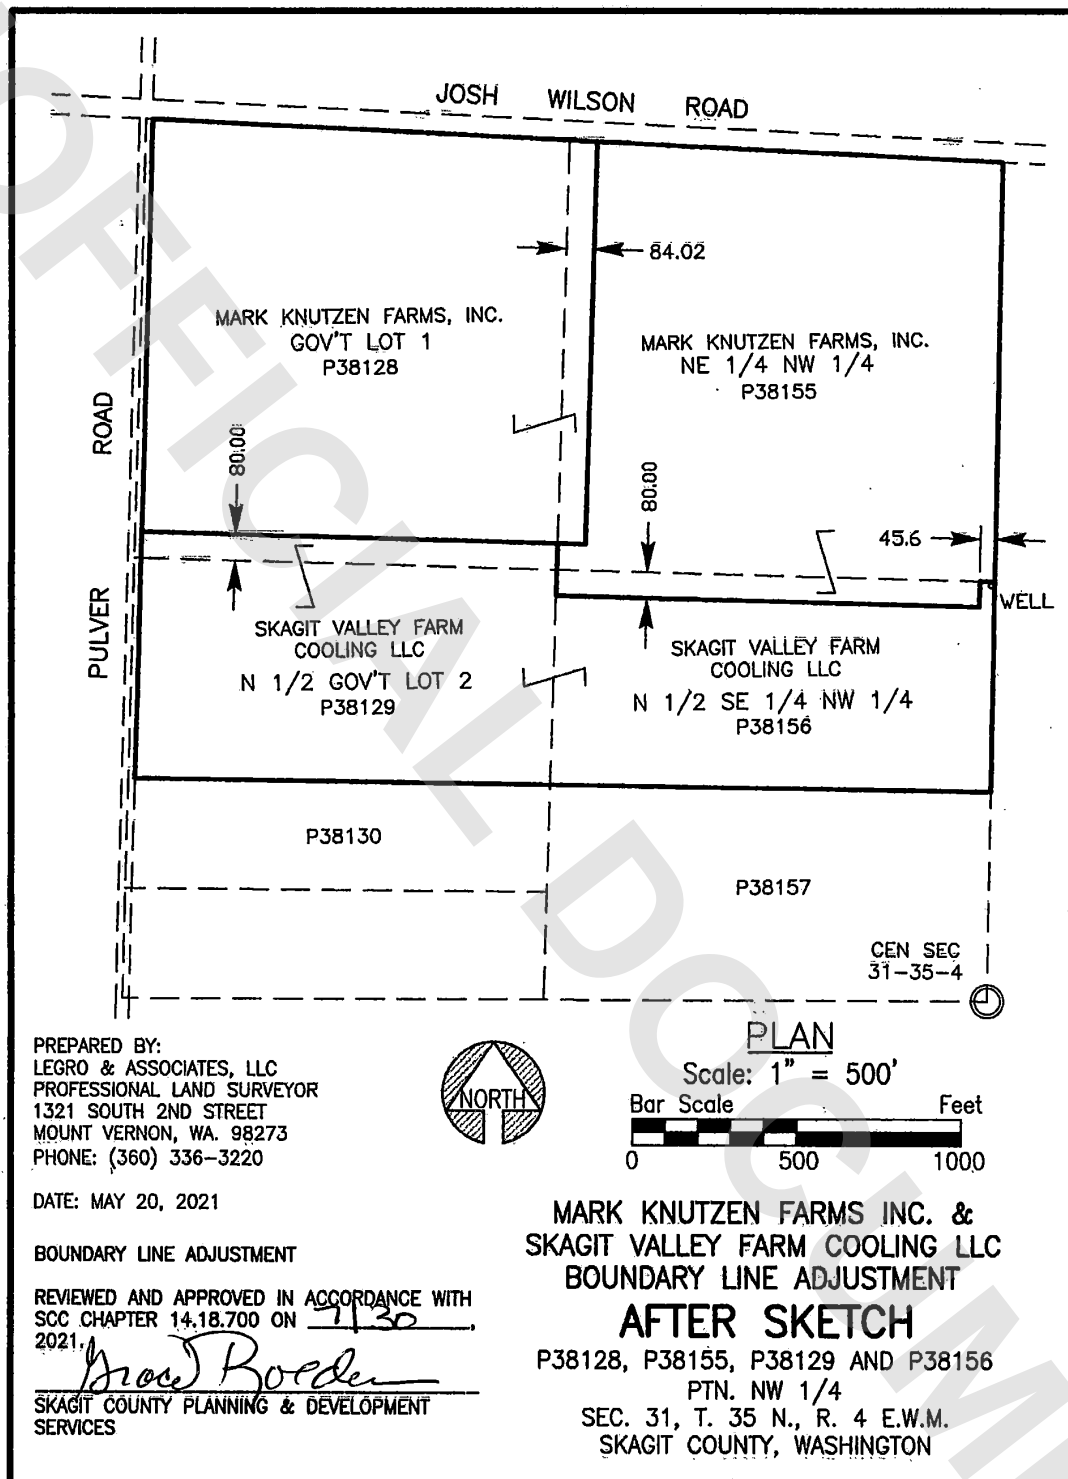 JOSH WILSON ROAD
84.02
MARK KNUTZEN FARMS, INC.
GOV'T LOT 1
P38128
MARK KNUTZEN FARMS, INC.
NE 1/4 NW 1/4
P38155
ROAD
PULVER
80.00
80.00
45.6
WELL
SKAGIT VALLEY FARM
COOLING LLC
N 1/2 GOV'T LOT 2
P38129
SKAGIT VALLEY FARM
COOLING LLC
N 1/2 SE 1/4 NW 1/4
P38156
P38130
P38157
CEN SEC
31-35-4
PREPARED BY:
LEGRO & ASSOCIATES, LLC
PROFESSIONAL LAND SURVEYOR
1321 SOUTH 2ND STREET
MOUNT VERNON, WA. 98273
PHONE: (360) 336-3220
DATE: MAY 20, 2021
NORTH
PLAN
Scale: 1" = 500'
Bar Scale Feet
0 500 1000
BOUNDARY LINE ADJUSTMENT
REVIEWED AND APPROVED IN ACCORDANCE WITH
SCC CHAPTER 14.18.700 ON 7/30,
2021.
Roeder
SKAGIT COUNTY PLANNING & DEVELOPMENT
SERVICES
MARK KNUTZEN FARMS INC. &
SKAGIT VALLEY FARM COOLING LLC
BOUNDARY LINE ADJUSTMENT
AFTER SKETCH
P38128, P38155, P38129 AND P38156
PTN. NW 1/4
SEC. 31, T. 35 N., R. 4 E.W.M.
SKAGIT COUNTY, WASHINGTON
OFFICIAL DOCUME